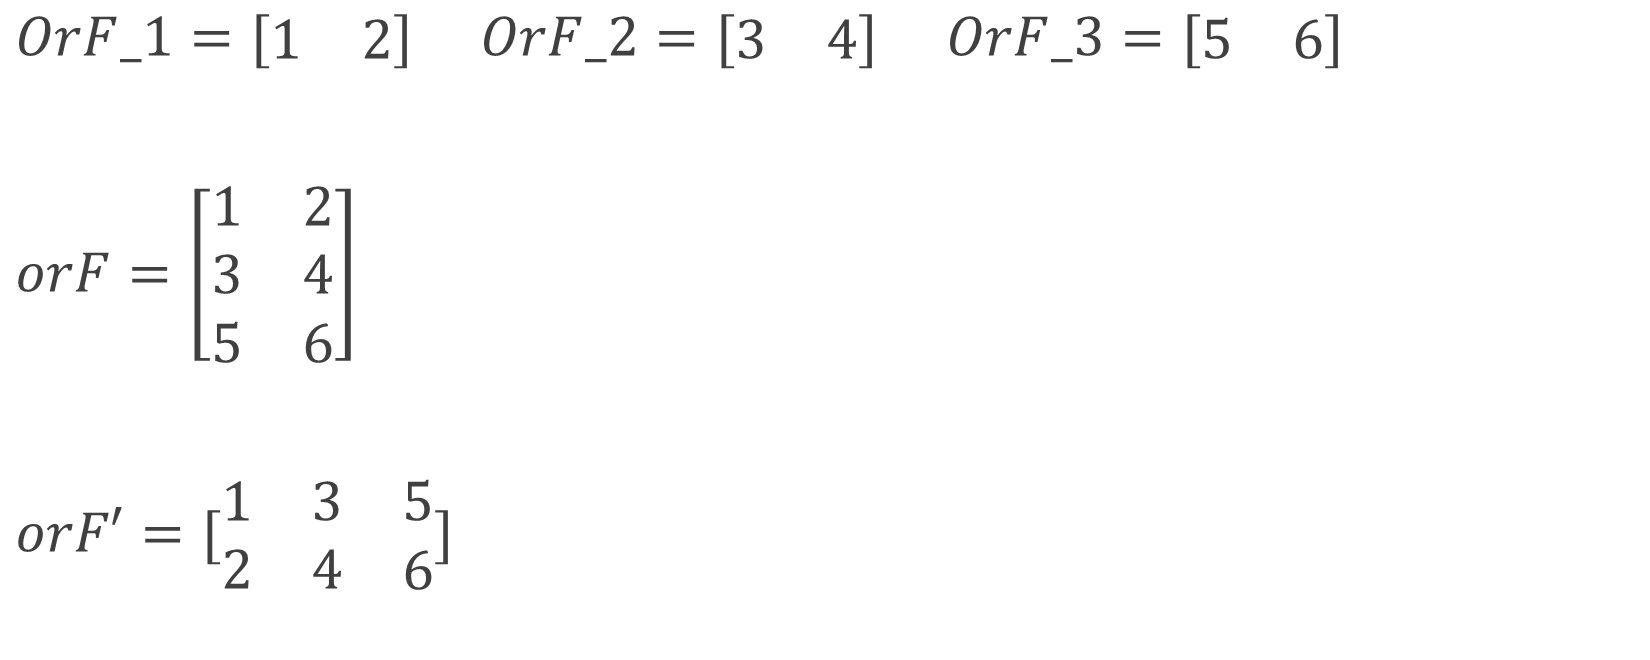 OrF_1 = [1 2] OrF_2 = [3 4] OrF_3 = [5 6]
1 2
orF = [3 4]
5 6
orF′ = [1 3 5
2 4 6]